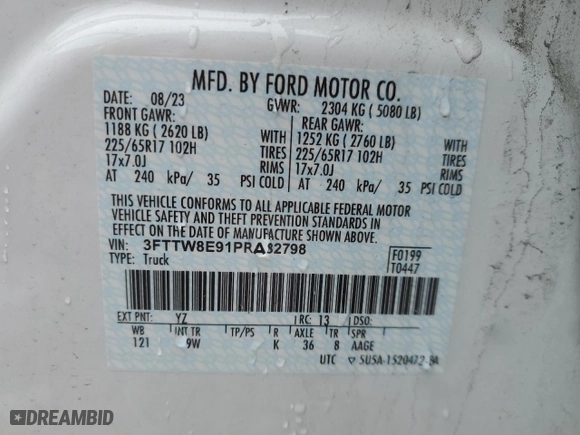 MFD. BY FORD MOTOR CO.
DATE: 08/23 GVWR: 2304 KG ( 5080 LB)
FRONT GAWR: REAR GAWR:
1188 KG ( 2620 LB) WITH 1252 KG ( 2760 LB) WITH
225/65R17 102H TIRES 225/65R17 102H TIRES
17x7.0J RIMS 17x7.0J RIMS
AT 240 kPa/ 35 PSI COLD AT 240 kPa/ 35 PSI COLD
THIS VEHICLE CONFORMS TO ALL APPLICABLE FEDERAL MOTOR
VEHICLE SAFETY AND THEFT PREVENTION STANDARDS IN
EFFECT ON THE DATE OF MANUFACTURE SHOWN ABOVE.
VIN: 3FTTW8E91PRA82798 F0199
TYPE: Truck T0447
EXT PNT: YZ RC: 13 DSO:
WB INT TR TP/PS R AXLE TR SPR
121 9W K 36 8 AAGE
UTC 5U5A-1520472-BA
DREAMBID